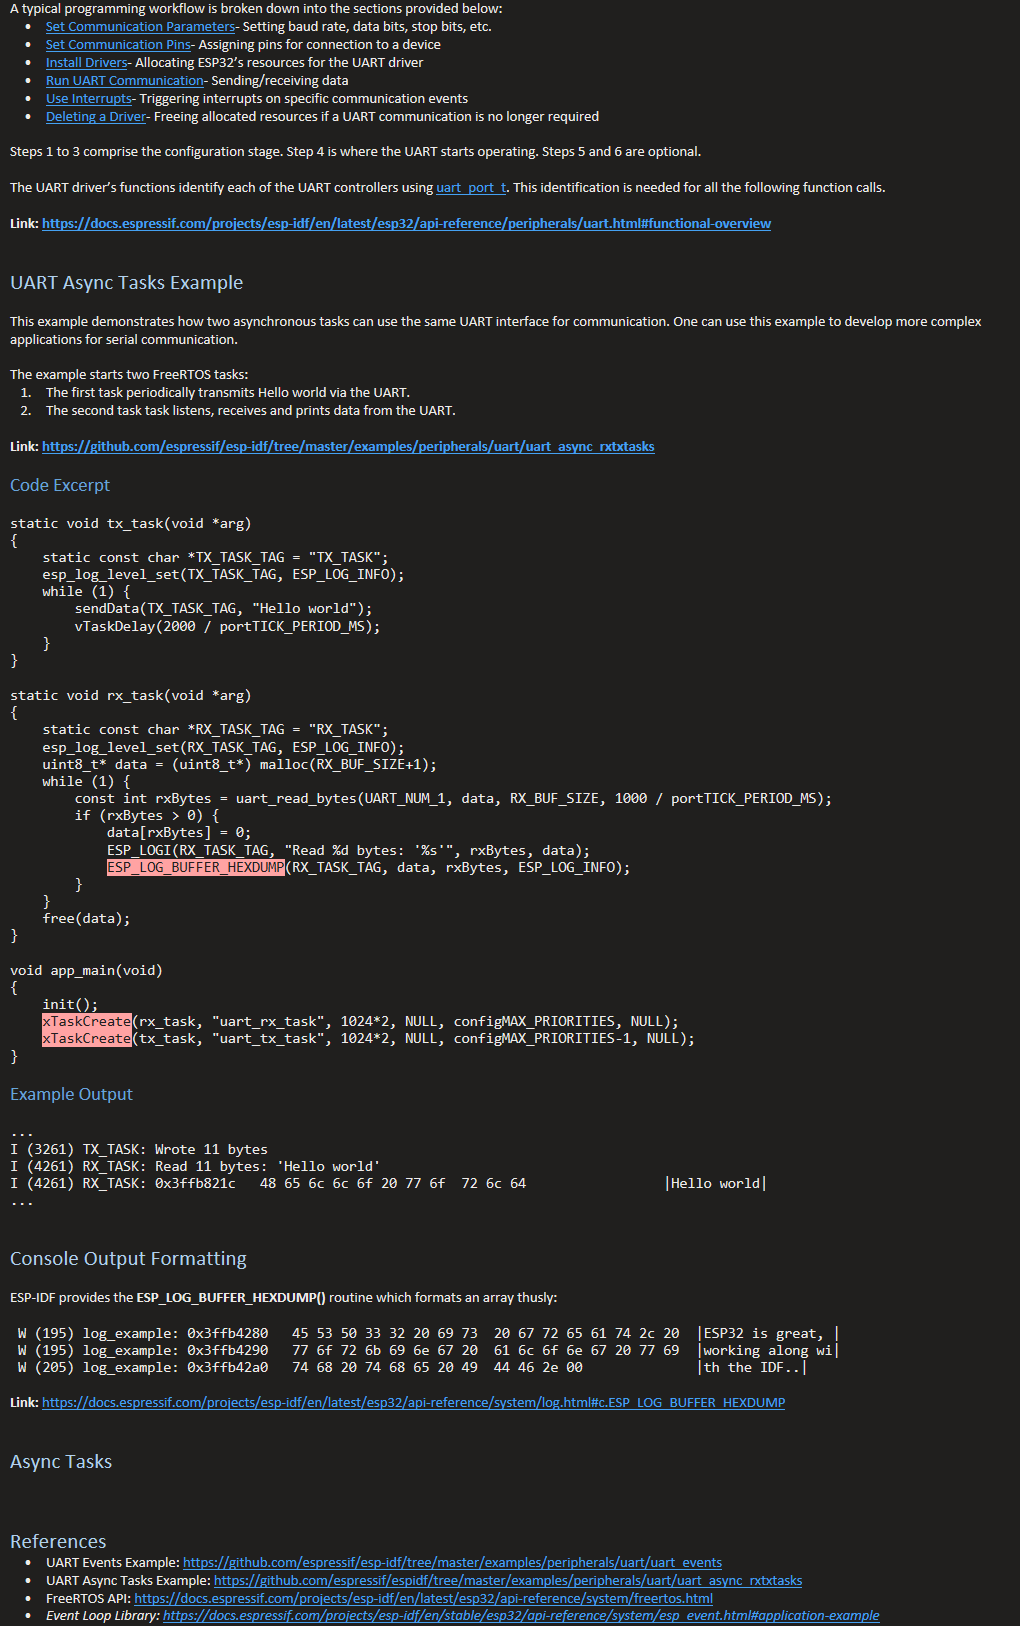 A typical programming workflow is broken down into the sections provided below:
• Set Communication Parameters- Setting baud rate, data bits, stop bits, etc.
• Set Communication Pins- Assigning pins for connection to a device
• Install Drivers- Allocating ESP32’s resources for the UART driver
• Run UART Communication- Sending/receiving data
• Use Interrupts- Triggering interrupts on specific communication events
• Deleting a Driver- Freeing allocated resources if a UART communication is no longer required
Steps 1 to 3 comprise the configuration stage. Step 4 is where the UART starts operating. Steps 5 and 6 are optional.
The UART driver’s functions identify each of the UART controllers using uart_port_t. This identification is needed for all the following function calls.
Link: https://docs.espressif.com/projects/esp-idf/en/latest/esp32/api-reference/peripherals/uart.html#functional-overview
UART Async Tasks Example
This example demonstrates how two asynchronous tasks can use the same UART interface for communication. One can use this example to develop more complex
applications for serial communication.
The example starts two FreeRTOS tasks:
1. The first task periodically transmits Hello world via the UART.
2. The second task task listens, receives and prints data from the UART.
Link: https://github.com/espressif/esp-idf/tree/master/examples/peripherals/uart/uart_async_rxtxtasks
Code Excerpt
static void tx_task(void *arg)
{
    static const char *TX_TASK_TAG = "TX_TASK";
    esp_log_level_set(TX_TASK_TAG, ESP_LOG_INFO);
    while (1) {
        sendData(TX_TASK_TAG, "Hello world");
        vTaskDelay(2000 / portTICK_PERIOD_MS);
    }
}
static void rx_task(void *arg)
{
    static const char *RX_TASK_TAG = "RX_TASK";
    esp_log_level_set(RX_TASK_TAG, ESP_LOG_INFO);
    uint8_t* data = (uint8_t*) malloc(RX_BUF_SIZE+1);
    while (1) {
        const int rxBytes = uart_read_bytes(UART_NUM_1, data, RX_BUF_SIZE, 1000 / portTICK_PERIOD_MS);
        if (rxBytes > 0) {
            data[rxBytes] = 0;
            ESP_LOGI(RX_TASK_TAG, "Read %d bytes: '%s'", rxBytes, data);
            ESP_LOG_BUFFER_HEXDUMP(RX_TASK_TAG, data, rxBytes, ESP_LOG_INFO);
        }
    }
    free(data);
}
void app_main(void)
{
    init();
    xTaskCreate(rx_task, "uart_rx_task", 1024*2, NULL, configMAX_PRIORITIES, NULL);
    xTaskCreate(tx_task, "uart_tx_task", 1024*2, NULL, configMAX_PRIORITIES-1, NULL);
}
Example Output
...
I (3261) TX_TASK: Wrote 11 bytes
I (4261) RX_TASK: Read 11 bytes: 'Hello world'
I (4261) RX_TASK: 0x3ffb821c   48 65 6c 6c 6f 20 77 6f  72 6c 64                 |Hello world|
...
Console Output Formatting
ESP-IDF provides the ESP_LOG_BUFFER_HEXDUMP() routine which formats an array thusly:
W (195) log_example: 0x3ffb4280   45 53 50 33 32 20 69 73  20 67 72 65 61 74 2c 20  |ESP32 is great, |
W (195) log_example: 0x3ffb4290   77 6f 72 6b 69 6e 67 20  61 6c 6f 6e 67 20 77 69  |working along wi|
W (205) log_example: 0x3ffb42a0   74 68 20 74 68 65 20 49  44 46 2e 00              |th the IDF..|
Link: https://docs.espressif.com/projects/esp-idf/en/latest/esp32/api-reference/system/log.html#c.ESP_LOG_BUFFER_HEXDUMP
Async Tasks
References
• UART Events Example: https://github.com/espressif/esp-idf/tree/master/examples/peripherals/uart/uart_events
• UART Async Tasks Example: https://github.com/espressif/espidf/tree/master/examples/peripherals/uart/uart_async_rxtxtasks
• FreeRTOS API: https://docs.espressif.com/projects/esp-idf/en/latest/esp32/api-reference/system/freertos.html
• Event Loop Library: https://docs.espressif.com/projects/esp-idf/en/stable/esp32/api-reference/system/esp_event.html#application-example